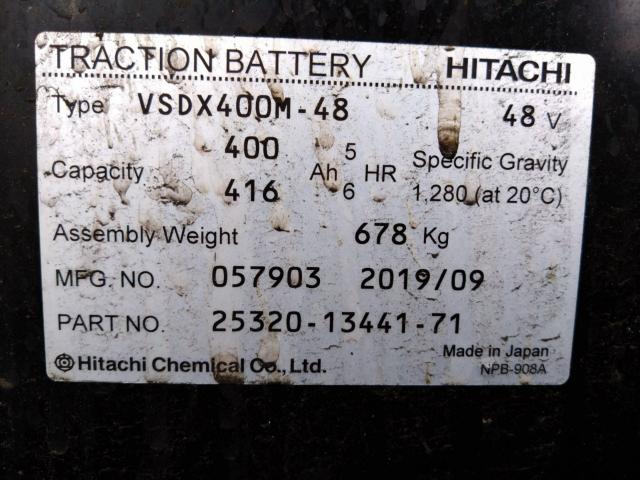 TRACTION BATTERY HITACHI
Type VSDX400M-48 48 V
Capacity 400 Ah 5 HR Specific Gravity
416 6 1,280 (at 20°C)
Assembly Weight 678 Kg
MFG. NO. 057903 2019/09
PART NO. 25320-13441-71
Made in Japan
Hitachi Chemical Co., Ltd. NPB-908A